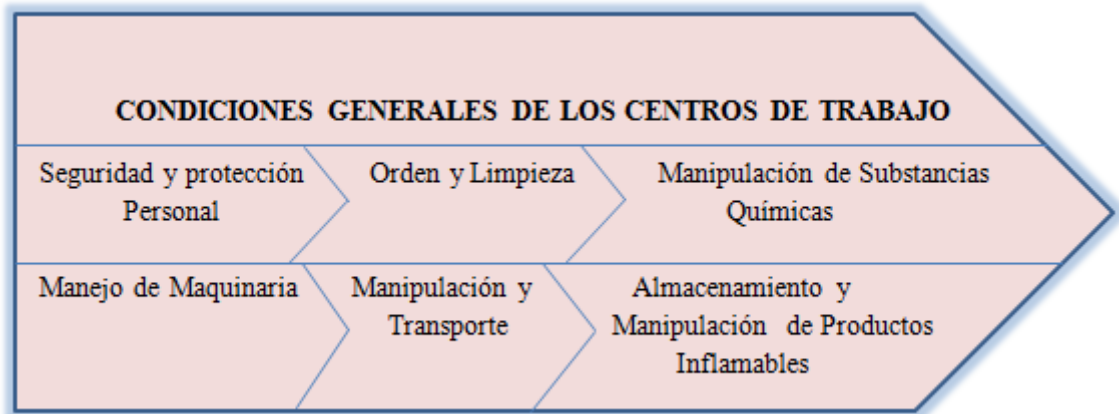 CONDICIONES GENERALES DE LOS CENTROS DE TRABAJO
Seguridad y protección
Personal
Orden y Limpieza
Manipulación de Substancias
Químicas
Manejo de Maquinaria
Manipulación y
Transporte
Almacenamiento y
Manipulación de Productos
Inflamables